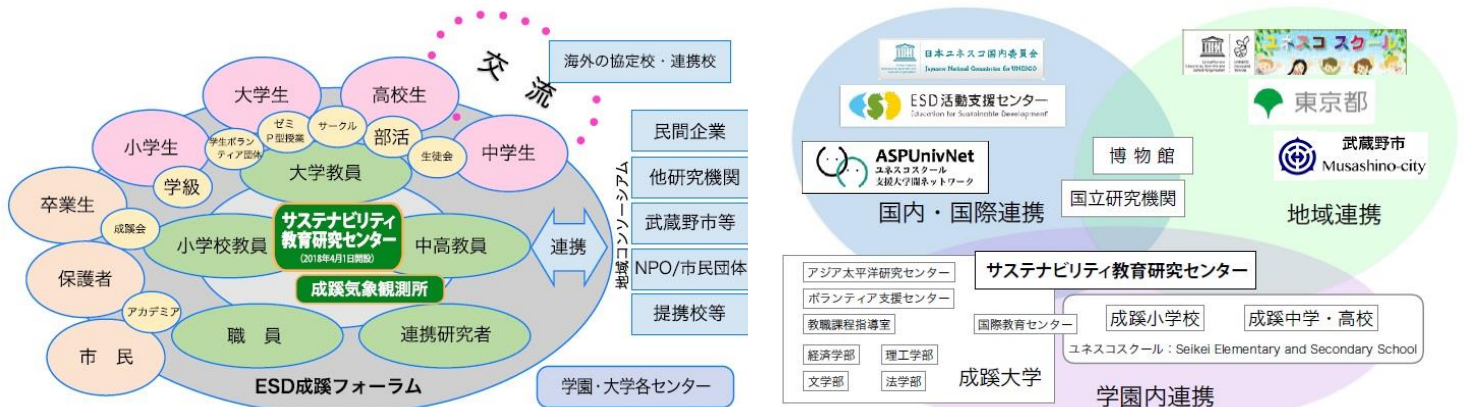 交流
海外の協定校・連携校
大学生
高校生
小学生
中学生
学生ボラン
ティア団体
ゼミ
P型授業
サークル
部活
生徒会
学級
大学教員
卒業生
成蹊会
小学校教員
サステナビリティ
教育研究センター
(2018年4月1日開設)
中高教員
成蹊気象観測所
保護者
アカデミア
市 民
職 員
連携研究者
ESD成蹊フォーラム
連携
地域コンソーシアム
民間企業
他研究機関
武蔵野市等
NPO/市民団体
提携校等
学園・大学各センター
日本ユネスコ国内委員会
Japanese National Commission for UNESCO
ESD活動支援センター
Education for Sustainable Development
ASPUnivNet
ユネスコスクール
支援大学間ネットワーク
国内・国際連携
ユネスコ スクール
東京都
武蔵野市
Musashino-city
地域連携
博 物 館
国立研究機関
サステナビリティ教育研究センター
アジア太平洋研究センター
ボランティア支援センター
教職課程指導室
国際教育センター
経済学部
理工学部
文学部
法学部
成蹊大学
成蹊小学校
成蹊中学・高校
ユネスコスクール：Seikei Elementary and Secondary School
学園内連携